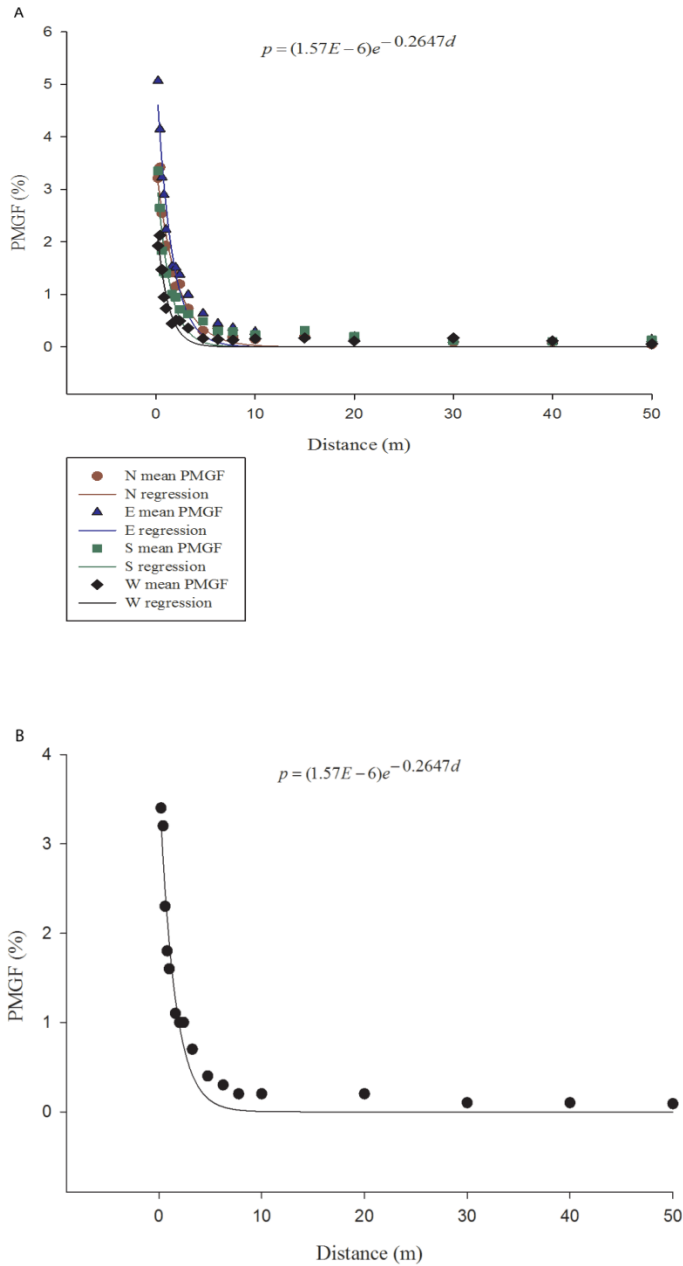 A
p = (1.57E − 6)e^−0.2647d
6
5
4
3
2
1
0
PMGF (%)
0 10 20 30 40 50
Distance (m)
N mean PMGF
N regression
E mean PMGF
E regression
S mean PMGF
S regression
W mean PMGF
W regression
B
p = (1.57E − 6)e^−0.2647d
4
3
2
1
0
PMGF (%)
0 10 20 30 40 50
Distance (m)